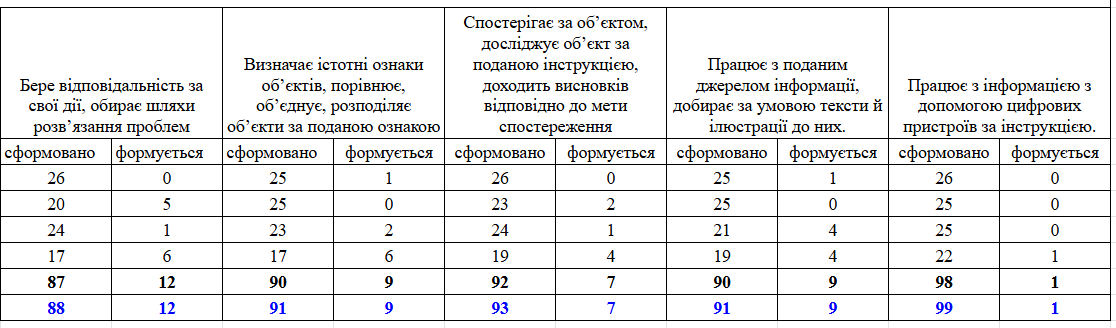 Бере відповідальність за
свої дії, обирає шляхи
розв’язання проблем
Визначає істотні ознаки
об’єктів, порівнює,
об’єднує, розподіляє
об’єкти за поданою ознакою
Спостерігає за об’єктом,
досліджує об’єкт за
поданою інструкцією,
доходить висновків
відповідно до мети
спостереження
Працює з поданим
джерелом інформації,
добирає за умовою тексти й
ілюстрації до них.
Працює з інформацією з
допомогою цифрових
пристроїв за інструкцією.
сформовано формується сформовано формується сформовано формується сформовано формується сформовано формується
26 0 25 1 26 0 25 1 26 0
20 5 25 0 23 2 25 0 25 0
24 1 23 2 24 1 21 4 25 0
17 6 17 6 19 4 19 4 22 1
87 12 90 9 92 7 90 9 98 1
88 12 91 9 93 7 91 9 99 1